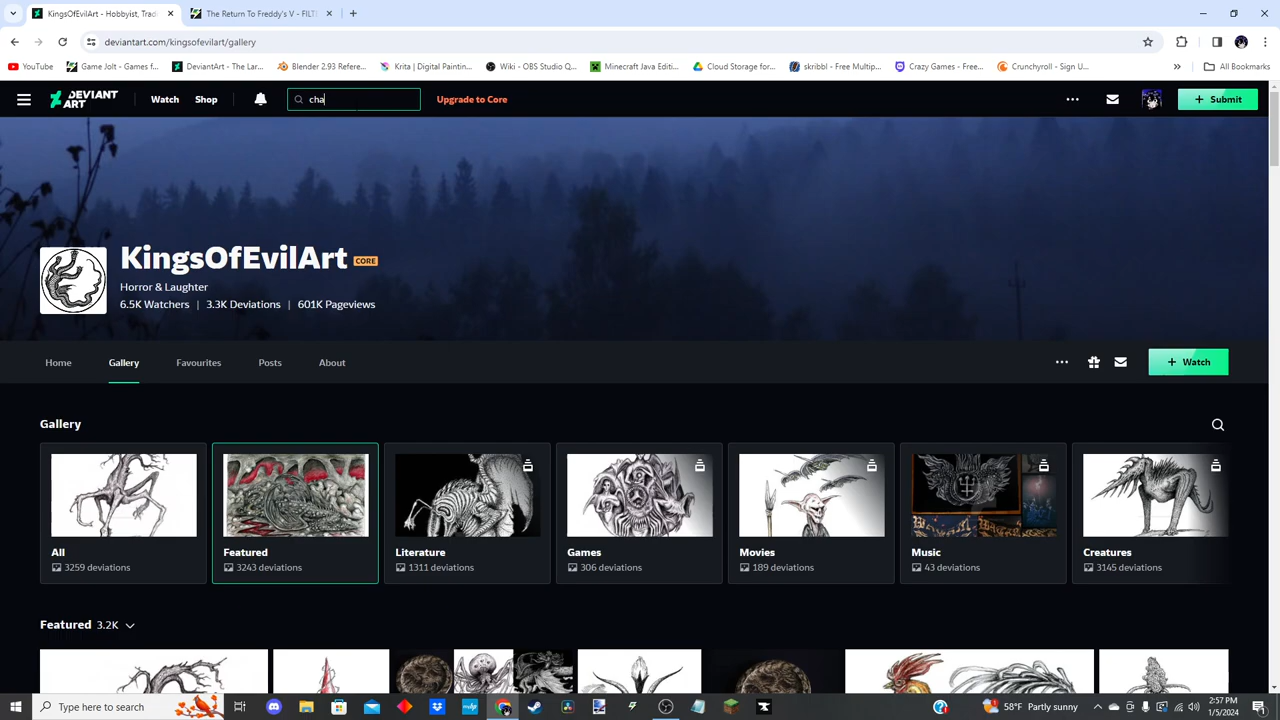 KingsOfEvilArt - Hobbyist, Trad
The Return To Freddy's V - FILTE
deviantart.com/kingsofevilart/gallery
YouTube
Game Jolt - Games f...
DeviantArt - The Lar...
Blender 2.93 Refere...
Krita | Digital Paintin...
Wiki - OBS Studio Q...
Minecraft Java Editi...
Cloud Storage for...
skribbl - Free Multip...
Crazy Games - Free...
Crunchyroll - Sign U...
All Bookmarks
DEVIANT ART
Watch
Shop
cha
Upgrade to Core
Submit
KingsOfEvilArt CORE
Horror & Laughter
6.5K Watchers | 3.3K Deviations | 601K Pageviews
Home
Gallery
Favourites
Posts
About
Watch
Gallery
All
3259 deviations
Featured
3243 deviations
Literature
1311 deviations
Games
306 deviations
Movies
189 deviations
Music
43 deviations
Creatures
3145 deviations
Featured 3.2K
Type here to search
58°F Partly sunny
2:57 PM
1/5/2024